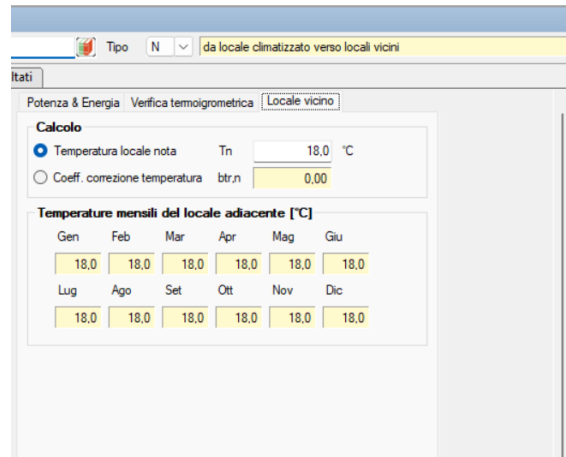 Tipo N da locale climatizzato verso locali vicini
ltati
Potenza & Energia Verifica termoigrometrica Locale vicino
Calcolo
Temperatura locale nota Tn 18,0 °C
Coeff. correzione temperatura btr,n 0,00
Temperature mensili del locale adiacente [°C]
Gen Feb Mar Apr Mag Giu
18,0 18,0 18,0 18,0 18,0 18,0
Lug Ago Set Ott Nov Dic
18,0 18,0 18,0 18,0 18,0 18,0